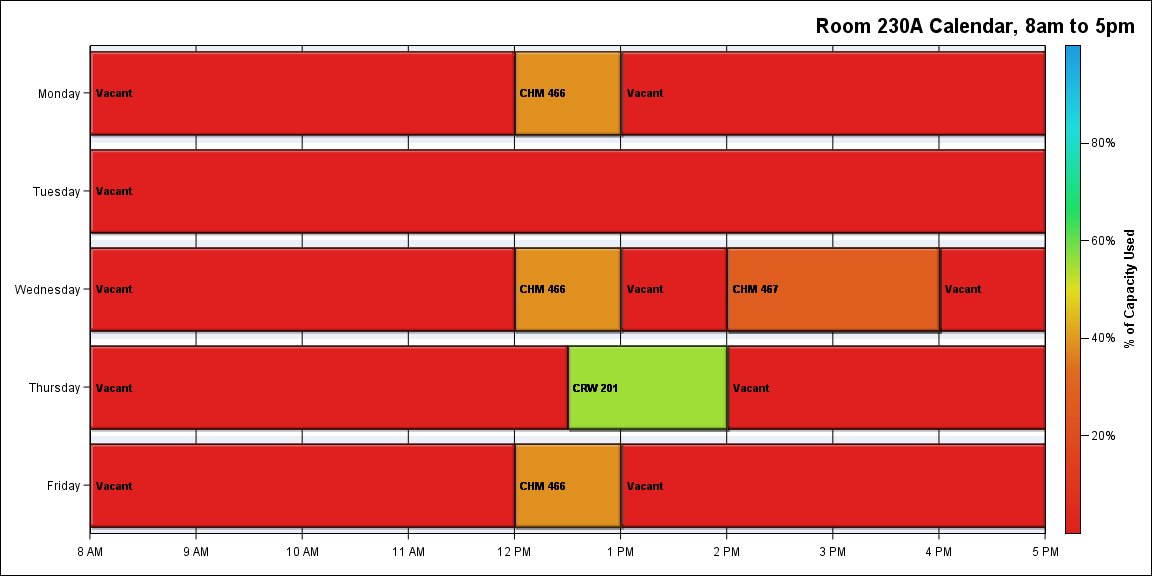 Room 230A Calendar, 8am to 5pm
Monday
Vacant
CHM 466
Vacant
Tuesday
Vacant
Wednesday
Vacant
CHM 466
Vacant
CHM 467
Vacant
Thursday
Vacant
CRW 201
Vacant
Friday
Vacant
CHM 466
Vacant
8 AM
9 AM
10 AM
11 AM
12 PM
1 PM
2 PM
3 PM
4 PM
5 PM
80%
60%
40%
20%
% of Capacity Used